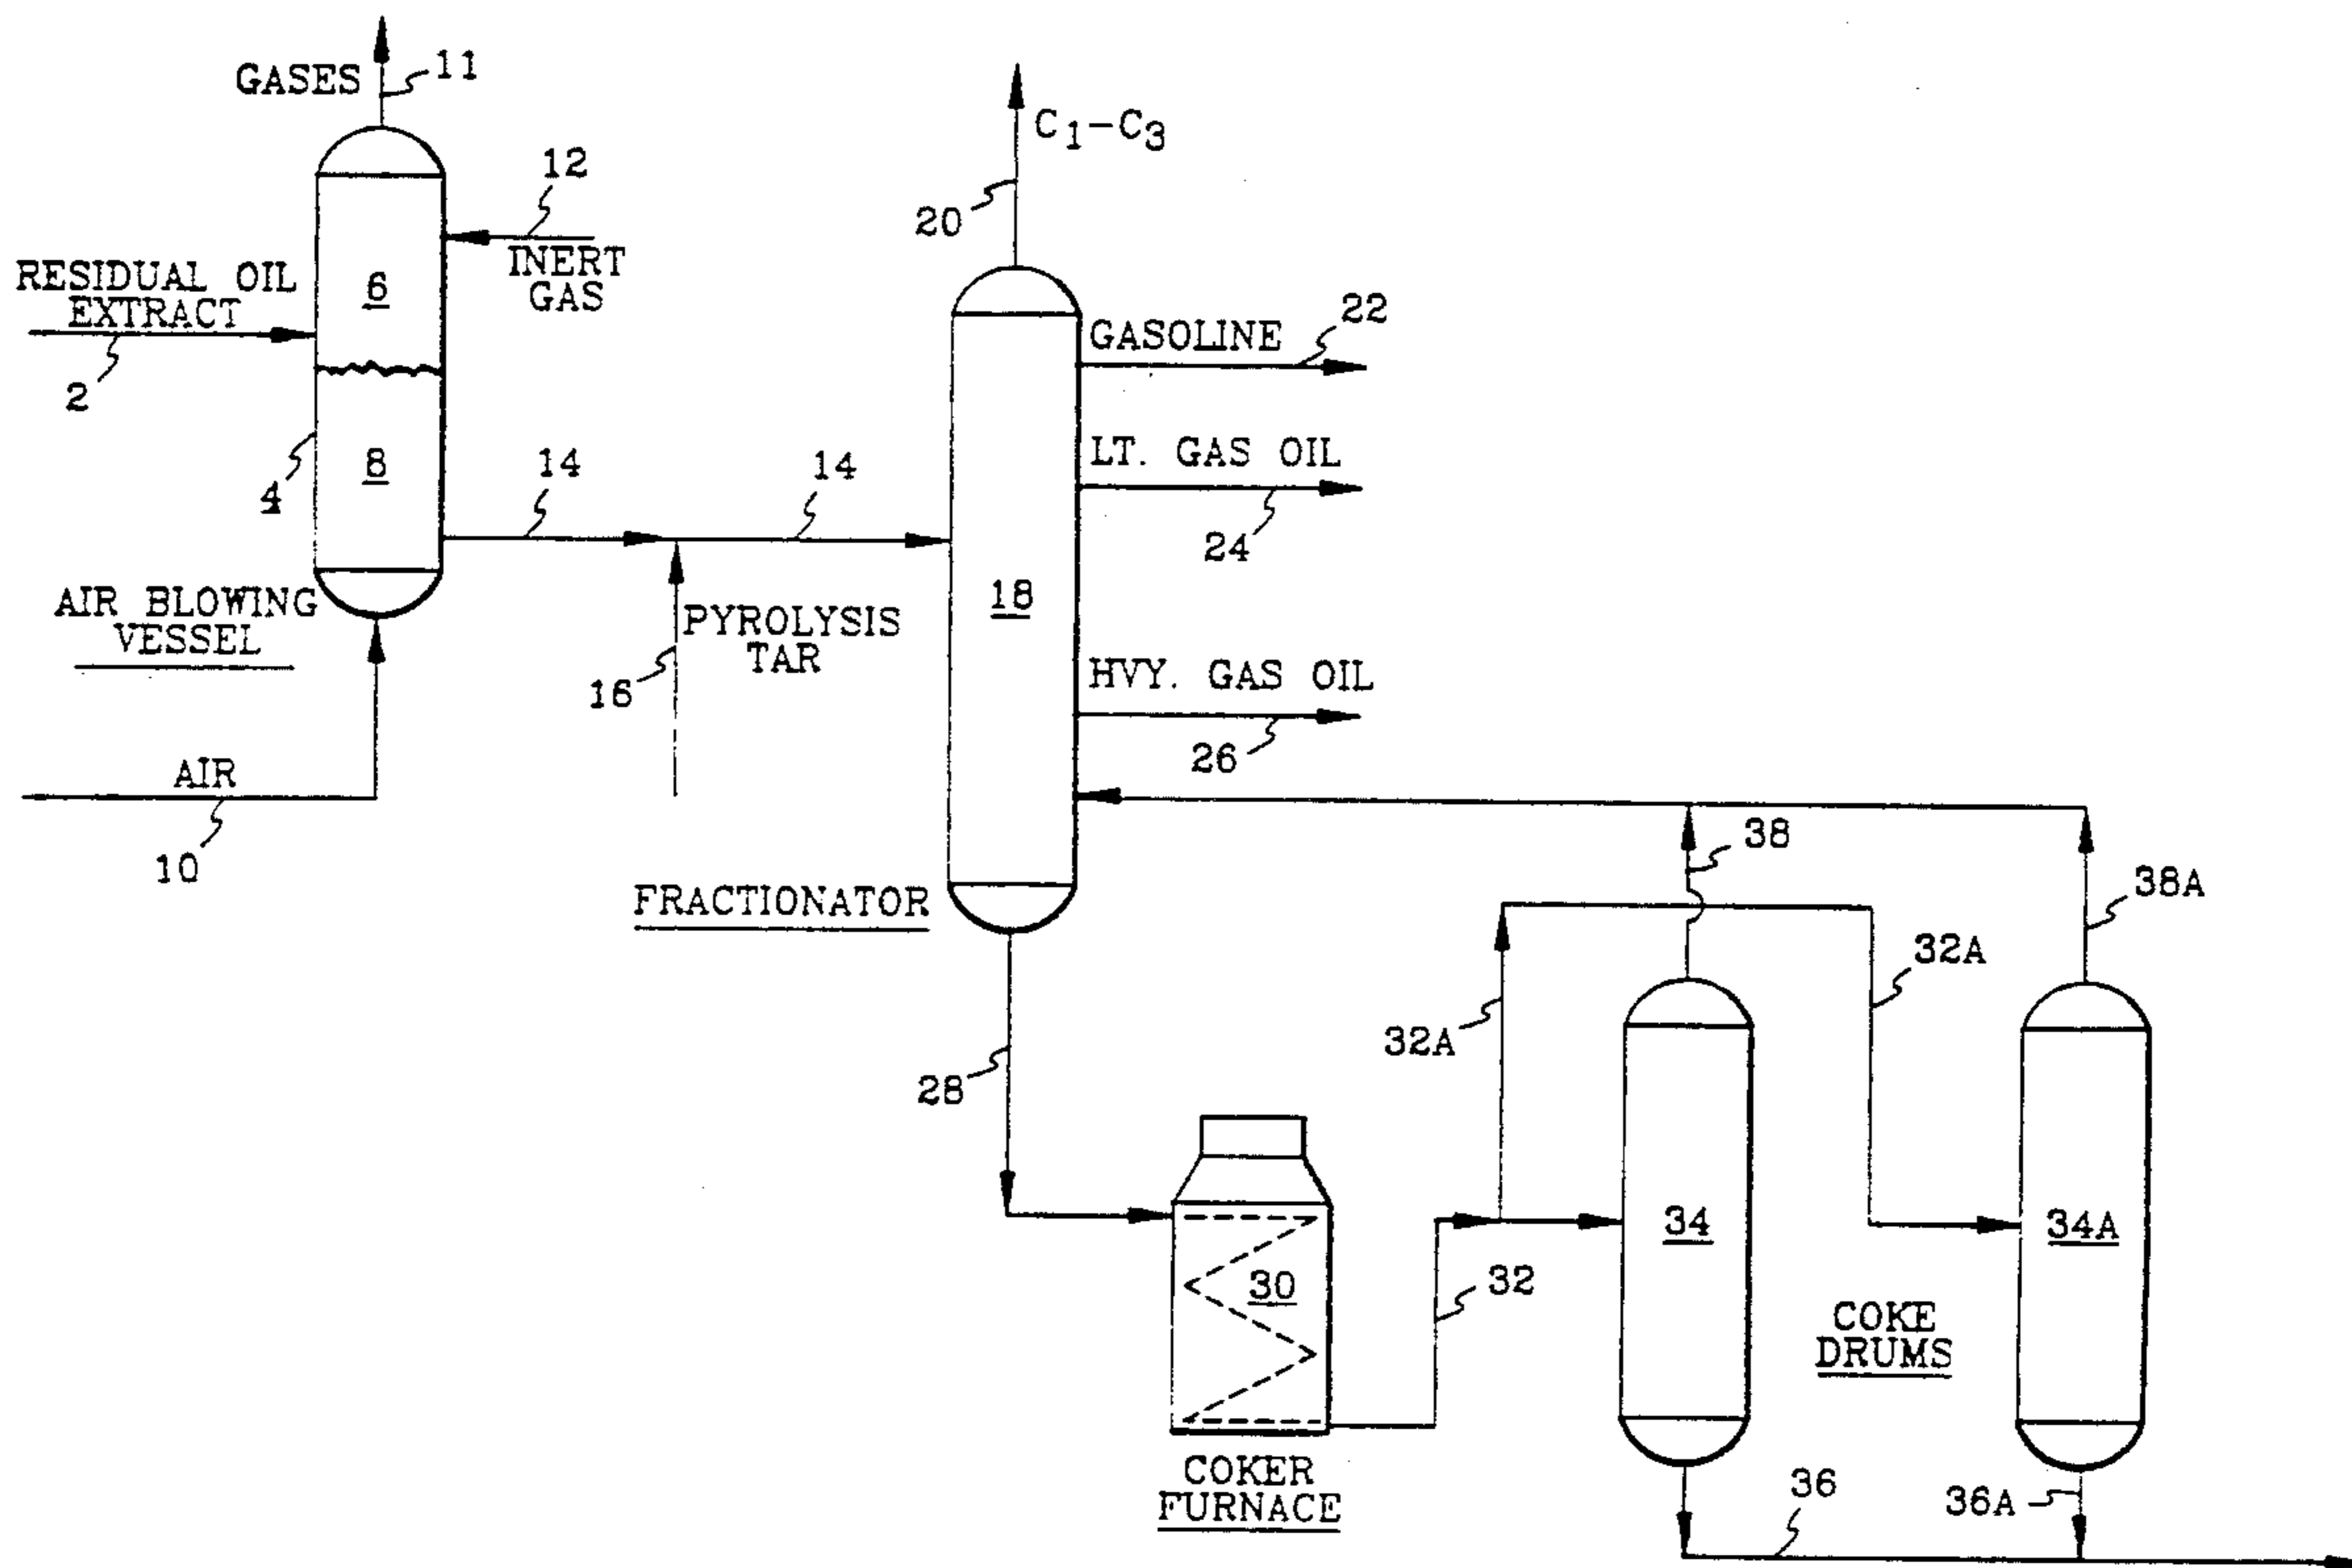 GASES
11
C1-C3
12
20
INERT
GAS
RESIDUAL OIL
EXTRACT
6
2
GASOLINE
22
LT. GAS OIL
24
4
8
14
14
18
AIR BLOWING
VESSEL
PYROLYSIS
TAR
16
HVY. GAS OIL
26
AIR
10
38
38A
FRACTIONATOR
32A
32A
28
34
34A
30
32
COKE
DRUMS
COKER
FURNACE
36
36A